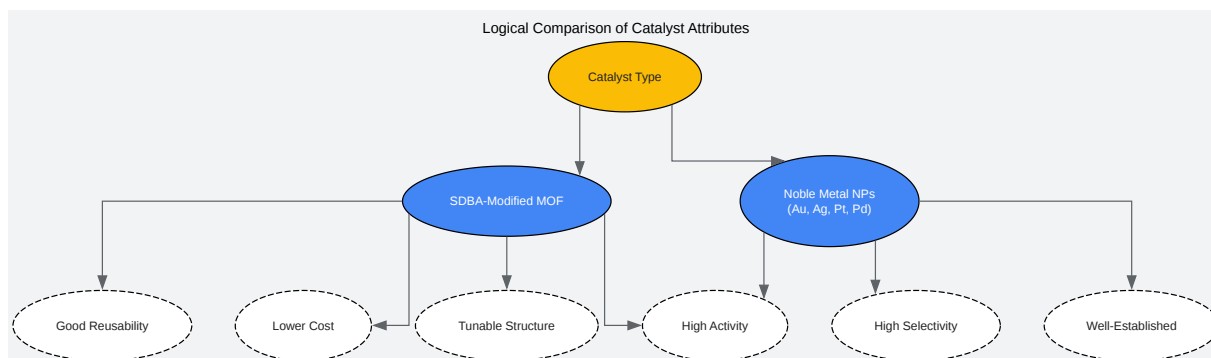 Logical Comparison of Catalyst Attributes
Catalyst Type
SDBA-Modified MOF
Noble Metal NPs
(Au, Ag, Pt, Pd)
Good Reusability
Lower Cost
Tunable Structure
High Activity
High Selectivity
Well-Established